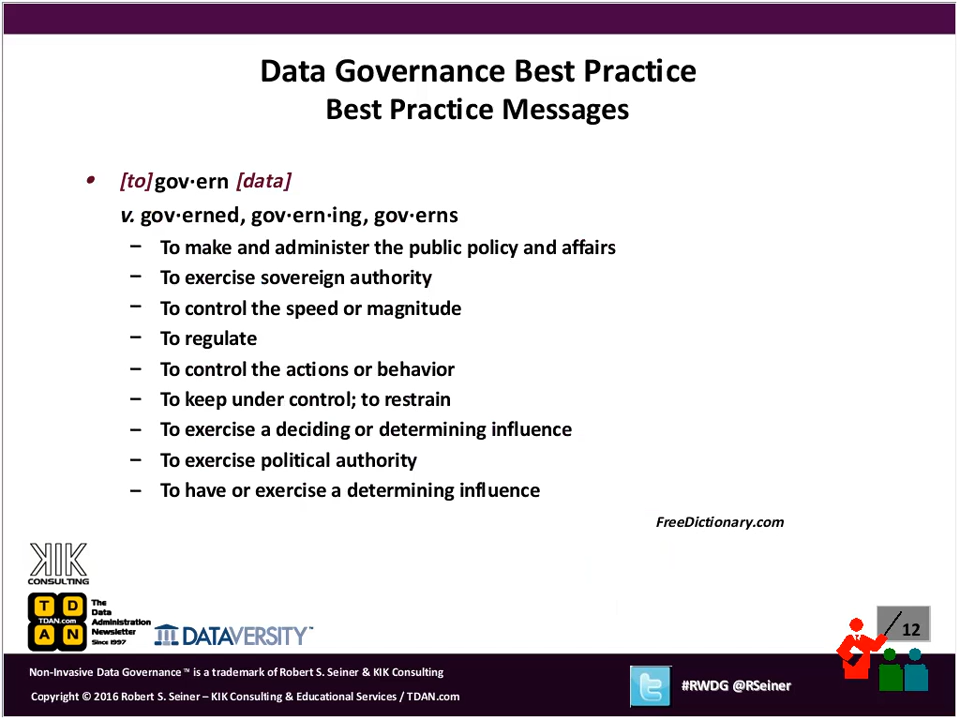 Data Governance Best Practice
Best Practice Messages
• [to] gov·ern [data]
v. gov·erned, gov·ern·ing, gov·erns
– To make and administer the public policy and affairs
– To exercise sovereign authority
– To control the speed or magnitude
– To regulate
– To control the actions or behavior
– To keep under control; to restrain
– To exercise a deciding or determining influence
– To exercise political authority
– To have or exercise a determining influence
FreeDictionary.com
KIK
CONSULTING
T D
TDAN.com
A N
The
Data
Administration
Newsletter
Since 1997
DATAVERSITY™
12
Non-Invasive Data Governance™ is a trademark of Robert S. Seiner & KIK Consulting
Copyright © 2016 Robert S. Seiner – KIK Consulting & Educational Services / TDAN.com
#RWDG @RSeiner